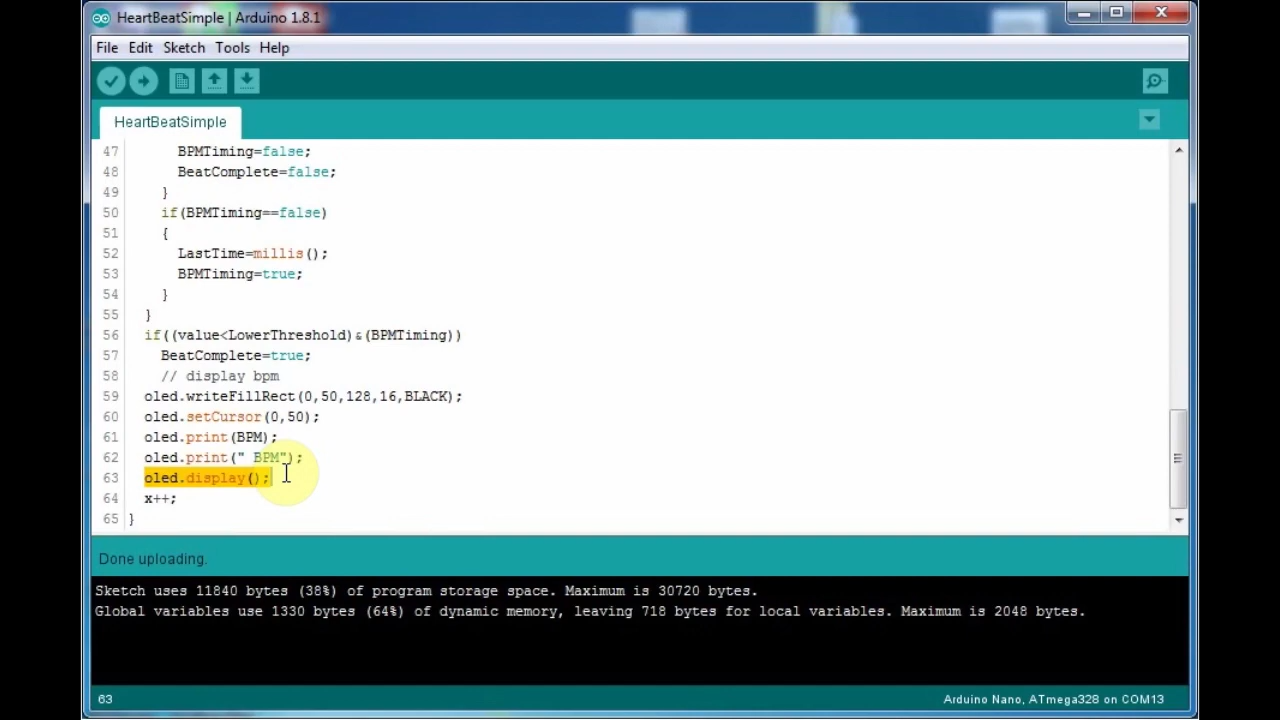 HeartBeatSimple | Arduino 1.8.1
File Edit Sketch Tools Help
HeartBeatSimple
47 BPMTiming=false;
48 BeatComplete=false;
49 }
50 if(BPMTiming==false)
51 {
52 LastTime=millis();
53 BPMTiming=true;
54 }
55 }
56 if((value<LowerThreshold)&(BPMTiming))
57 BeatComplete=true;
58 // display bpm
59 oled.writeFillRect(0,50,128,16,BLACK);
60 oled.setCursor(0,50);
61 oled.print(BPM);
62 oled.print(" BPM");
63 oled.display();
64 x++;
65 }
Done uploading.
Sketch uses 11840 bytes (38%) of program storage space. Maximum is 30720 bytes.
Global variables use 1330 bytes (64%) of dynamic memory, leaving 718 bytes for local variables. Maximum is 2048 bytes.
63 Arduino Nano, ATmega328 on COM13